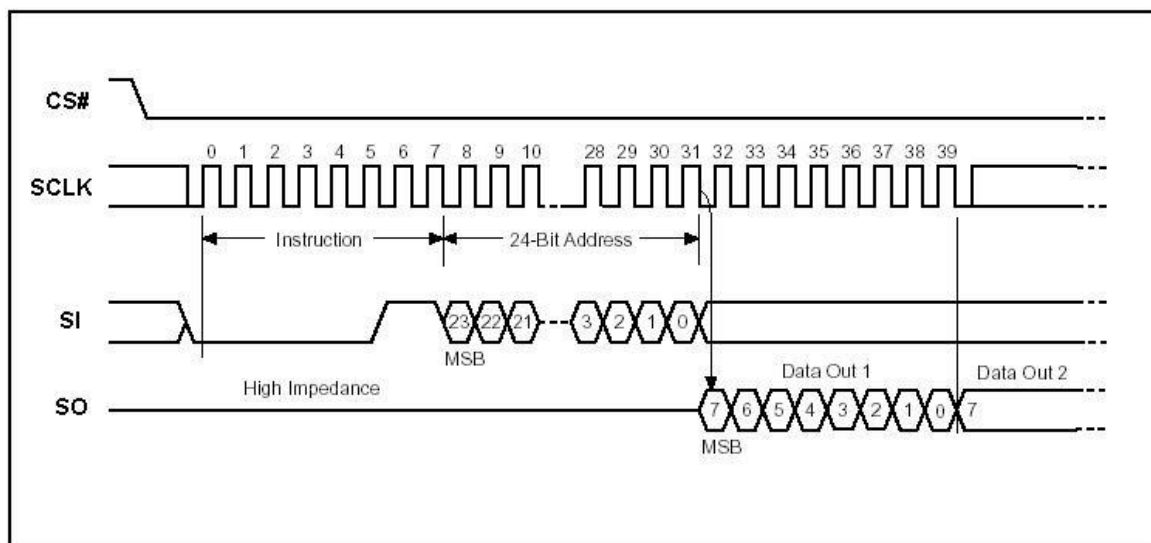 CS#
0 1 2 3 4 5 6 7 8 9 10 28 29 30 31 32 33 34 35 36 37 38 39
SCLK
Instruction 24-Bit Address
SI 23 22 21 3 2 1 0
MSB
Data Out 1 Data Out 2
High Impedance
SO 7 6 5 4 3 2 1 0 7
MSB